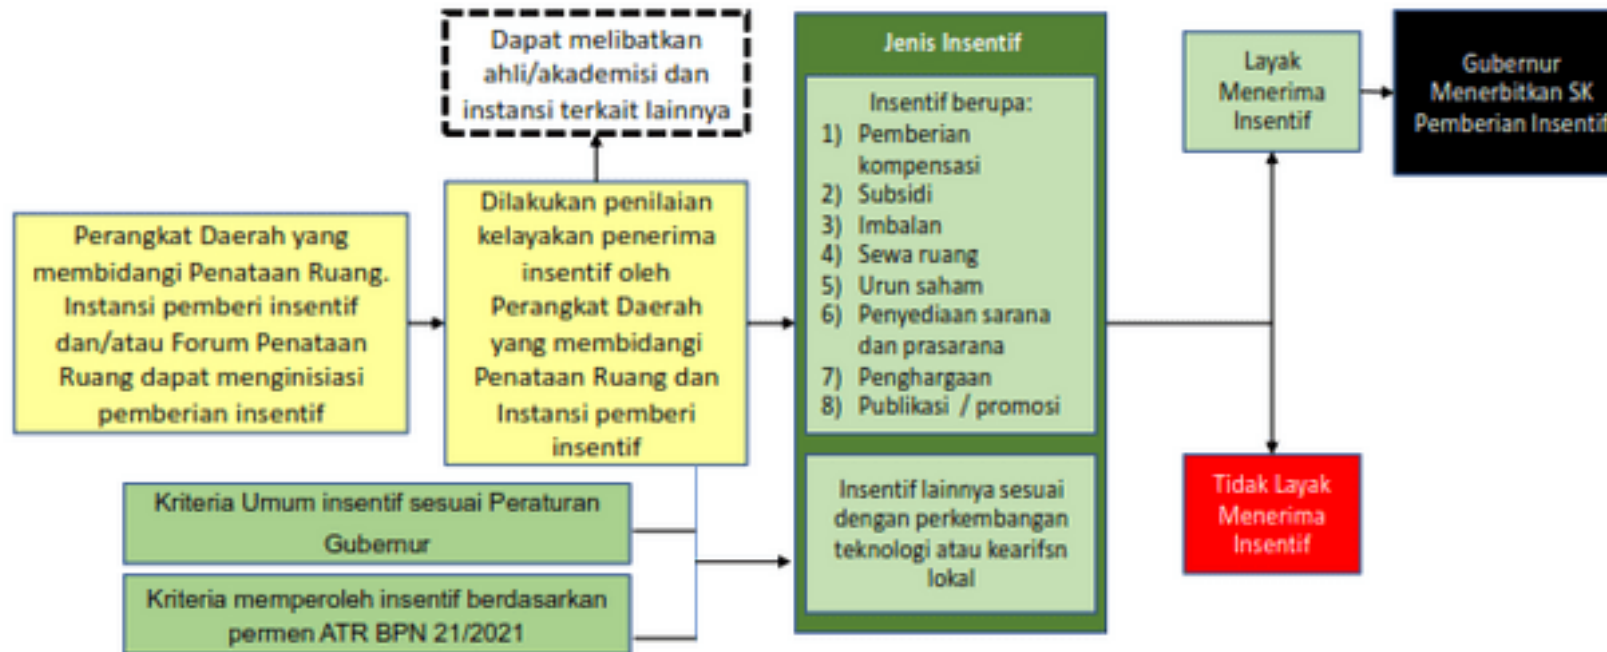 Perangkat Daerah yang
membidangi Penataan Ruang.
Instansi pemberi insentif
dan/atau Forum Penataan
Ruang dapat menginisiasi
pemberian insentif
Dapat melibatkan
ahli/akademisi dan
instansi terkait lainnya
Dilakukan penilaian
kelayakan penerima
insentif oleh
Perangkat Daerah
yang membidangi
Penataan Ruang dan
Instansi pemberi
insentif
Kriteria Umum insentif sesuai Peraturan
Gubernur
Kriteria memperoleh insentif berdasarkan
permen ATR BPN 21/2021
Jenis Insentif
Insentif berupa:
1) Pemberian
kompensasi
2) Subsidi
3) Imbalan
4) Sewa ruang
5) Urun saham
6) Penyediaan sarana
dan prasarana
7) Penghargaan
8) Publikasi / promosi
Insentif lainnya sesuai
dengan perkembangan
teknologi atau kearifsn
lokal
Layak
Menerima
Insentif
Gubernur
Menerbitkan SK
Pemberian Insentif
Tidak Layak
Menerima
Insentif